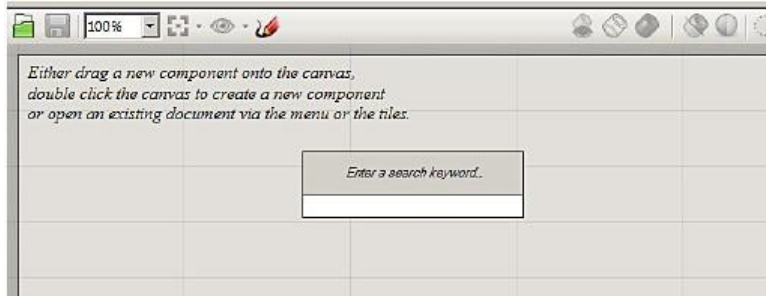 100%
Either drag a new component onto the canvas,
double click the canvas to create a new component
or open an existing document via the menu or the tiles.
Enter a search keyword..